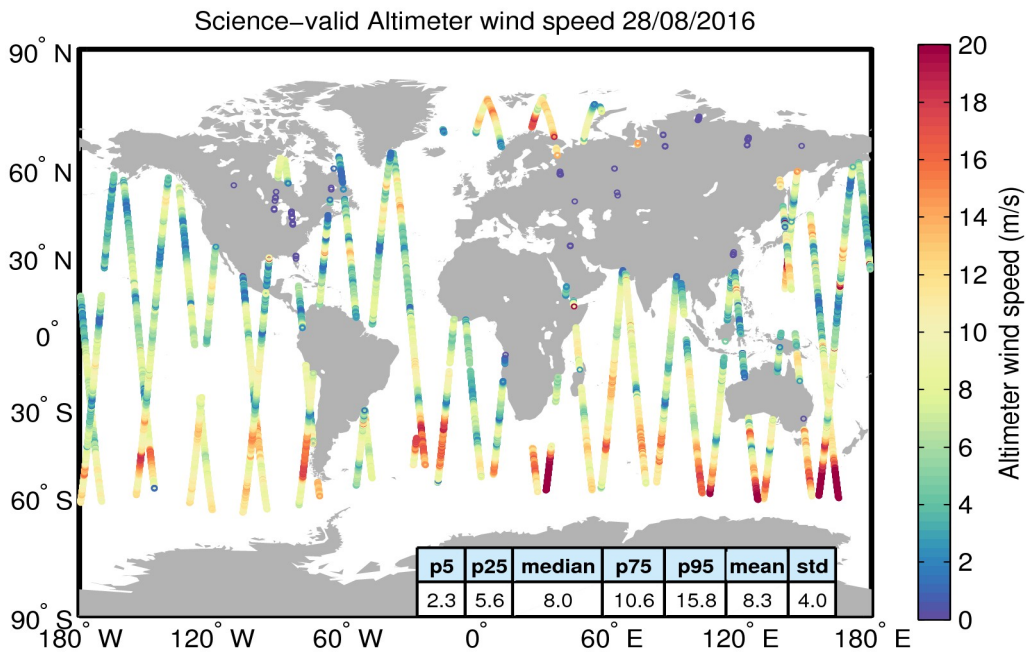 Science−valid Altimeter wind speed 28/08/2016
90° N
60° N
30° N
0°
30° S
60° S
90° S
180° W
120° W
60° W
0°
60° E
120° E
180° E
p5 p25 median p75 p95 mean std
2.3 5.6 8.0 10.6 15.8 8.3 4.0
20
18
16
14
12
10
8
6
4
2
0
Altimeter wind speed (m/s)